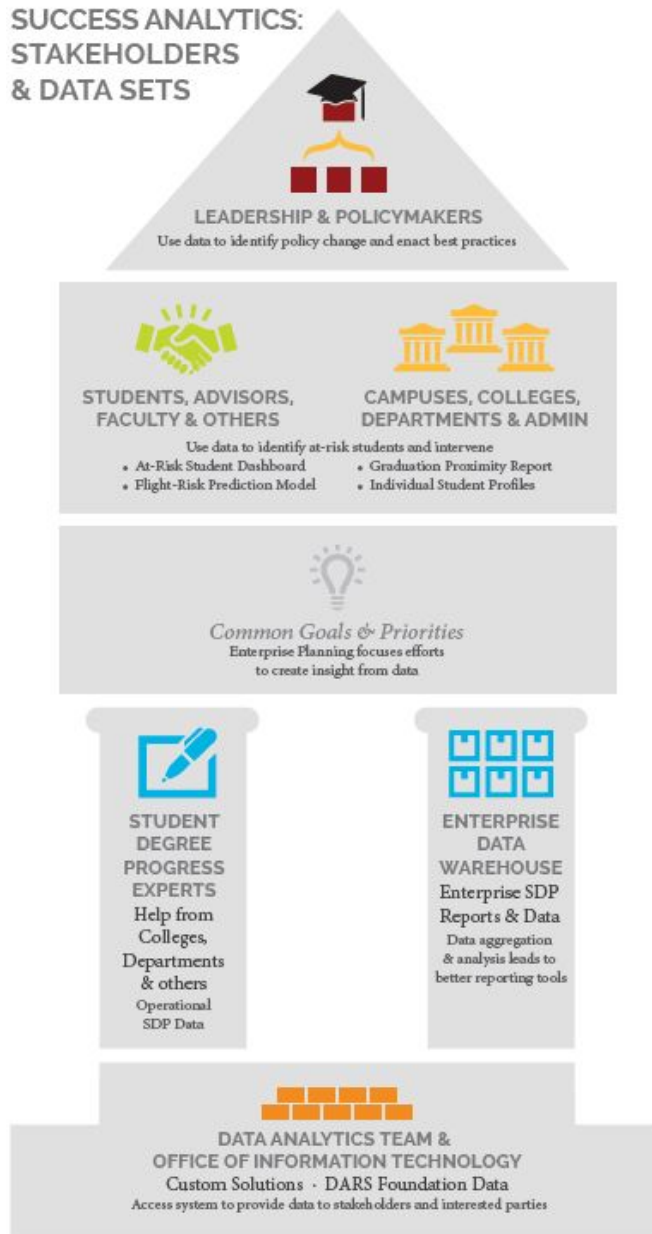 SUCCESS ANALYTICS:
STAKEHOLDERS
& DATA SETS
LEADERSHIP & POLICYMAKERS
Use data to identify policy change and enact best practices
STUDENTS, ADVISORS,
FACULTY & OTHERS
CAMPUSES, COLLEGES,
DEPARTMENTS & ADMIN
Use data to identify at-risk students and intervene
• At-Risk Student Dashboard
• Flight-Risk Prediction Model
• Graduation Proximity Report
• Individual Student Profiles
Common Goals & Priorities
Enterprise Planning focuses efforts
to create insight from data
STUDENT
DEGREE
PROGRESS
EXPERTS
Help from
Colleges,
Departments
& others
Operational
SDP Data
ENTERPRISE
DATA
WAREHOUSE
Enterprise SDP
Reports & Data
Data aggregation
& analysis leads to
better reporting tools
DATA ANALYTICS TEAM &
OFFICE OF INFORMATION TECHNOLOGY
Custom Solutions · DARS Foundation Data
Access system to provide data to stakeholders and interested parties